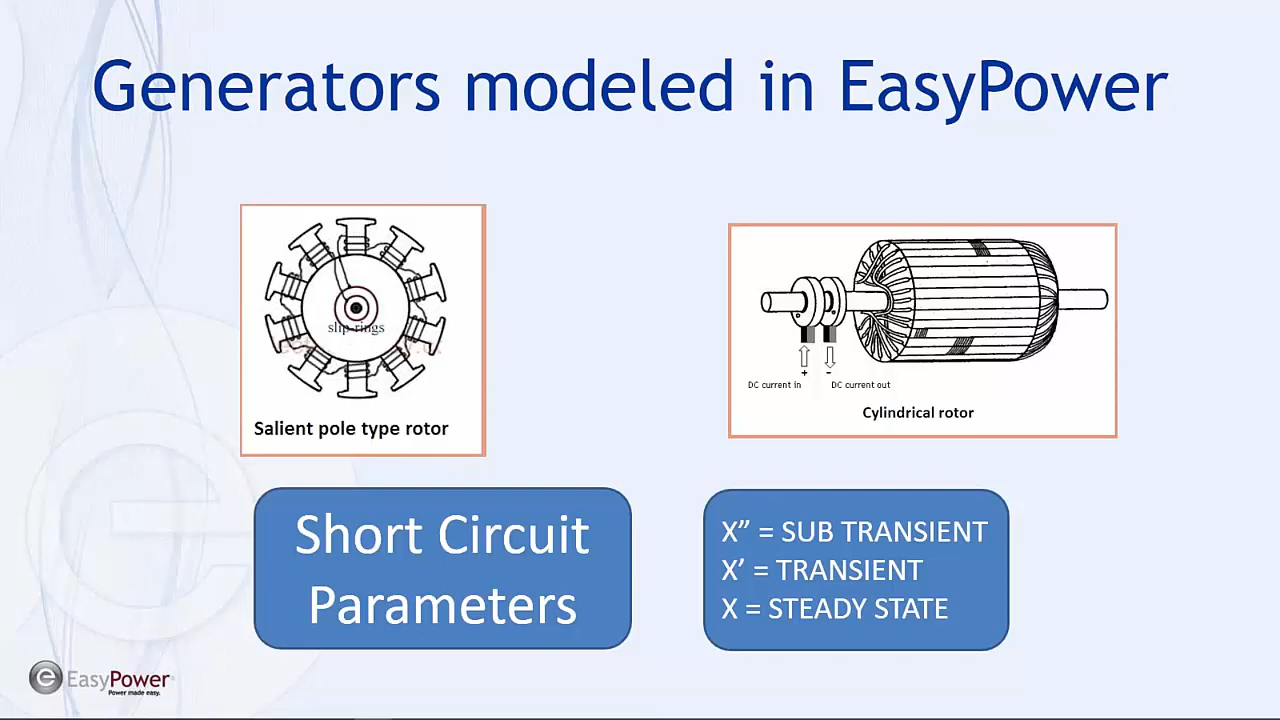 Generators modeled in EasyPower
slip-rings
Salient pole type rotor
+ -
DC current in DC current out
Cylindrical rotor
Short Circuit
Parameters
X” = SUB TRANSIENT
X’ = TRANSIENT
X = STEADY STATE
e EasyPower
Power made easy.